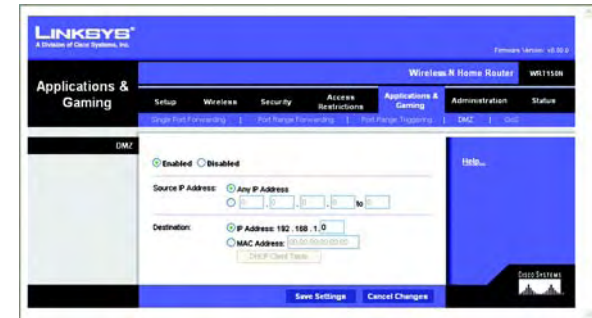 LINKSYS®
A Division of Cisco Systems, Inc.
Firmware Version: v0.30.0
Wireless-N Home Router WRT150N
Applications & Gaming
Setup Wireless Security Access Restrictions Applications & Gaming Administration Status
Single Port Forwarding | Port Range Forwarding | Port Range Triggering | DMZ | QoS
DMZ
Enabled Disabled
Help...
Source IP Address: Any IP Address
0 . 0 . 0 . 0 to 0
Destination: IP Address: 192 . 168 . 1. 0
MAC Address: 00:00:00:00:00:00
DHCP Client Table
CISCO SYSTEMS
Save Settings Cancel Changes